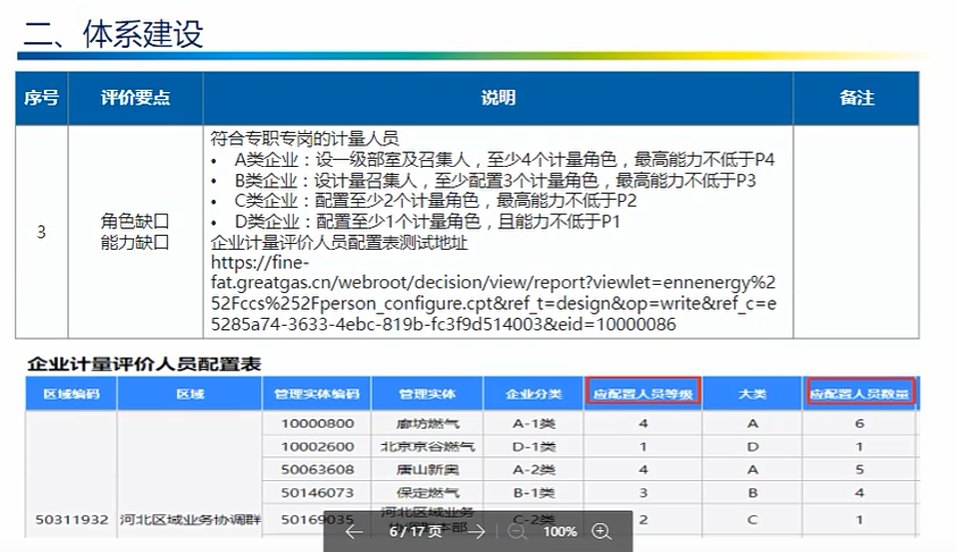 二、体系建设
序号 评价要点 说明 备注
符合专职专岗的计量人员
• A类企业：设一级部室及召集人，至少4个计量角色，最高能力不低于P4
• B类企业：设计量召集人，至少配置3个计量角色，最高能力不低于P3
• C类企业：配置至少2个计量角色，最高能力不低于P2
3 角色缺口 • D类企业：配置至少1个计量角色，且能力不低于P1
能力缺口 企业计量评价人员配置表测试地址
https://fine-
fat.greatgas.cn/webroot/decision/view/report?viewlet=ennenergy%2
52Fccs%252Fperson_configure.cpt&ref_t=design&op=write&ref_c=e
5285a74-3633-4ebc-819b-fc3f9d514003&eid=10000086
企业计量评价人员配置表
区域编码 区域 管理实体编码 管理实体 企业分类 应配置人员等级 大类 应配置人员数量
10000800 廊坊燃气 A-1类 4 A 6
10002600 北京京谷燃气 D-1类 1 D 1
50063608 唐山新奥 A-2类 4 A 5
50146073 保定燃气 B-1类 3 B 4
50311932 河北区域业务协调群 50169035 河北区域业务 C-2类 2 C 1
6 / 17页 100%